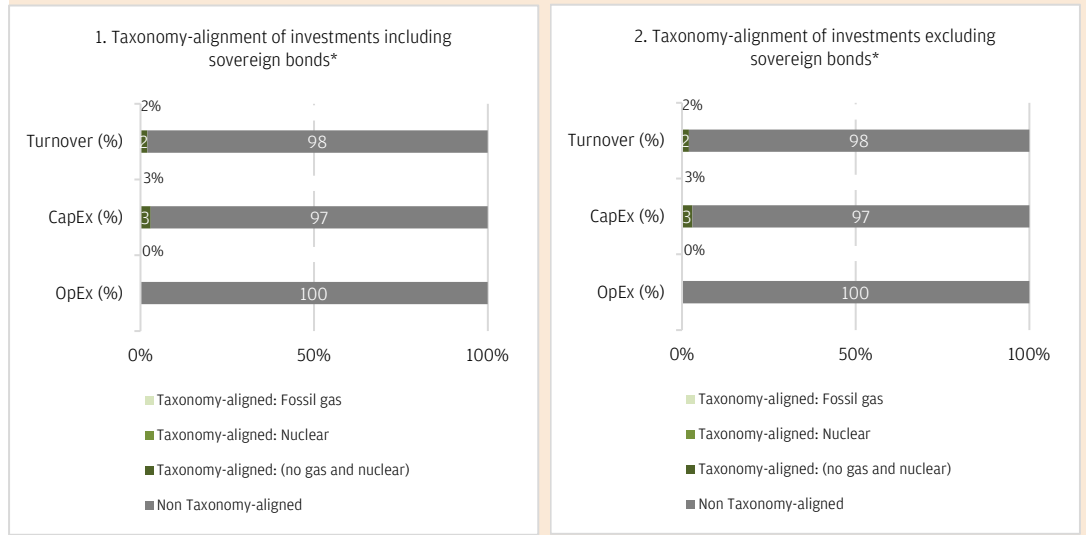 1. Taxonomy-alignment of investments including
sovereign bonds*
2%
Turnover (%)
2
98
3%
CapEx (%)
3
97
0%
OpEx (%)
100
0%
50%
100%
Taxonomy-aligned: Fossil gas
Taxonomy-aligned: Nuclear
Taxonomy-aligned: (no gas and nuclear)
Non Taxonomy-aligned
2. Taxonomy-alignment of investments excluding
sovereign bonds*
2%
Turnover (%)
2
98
3%
CapEx (%)
3
97
0%
OpEx (%)
100
0%
50%
100%
Taxonomy-aligned: Fossil gas
Taxonomy-aligned: Nuclear
Taxonomy-aligned: (no gas and nuclear)
Non Taxonomy-aligned